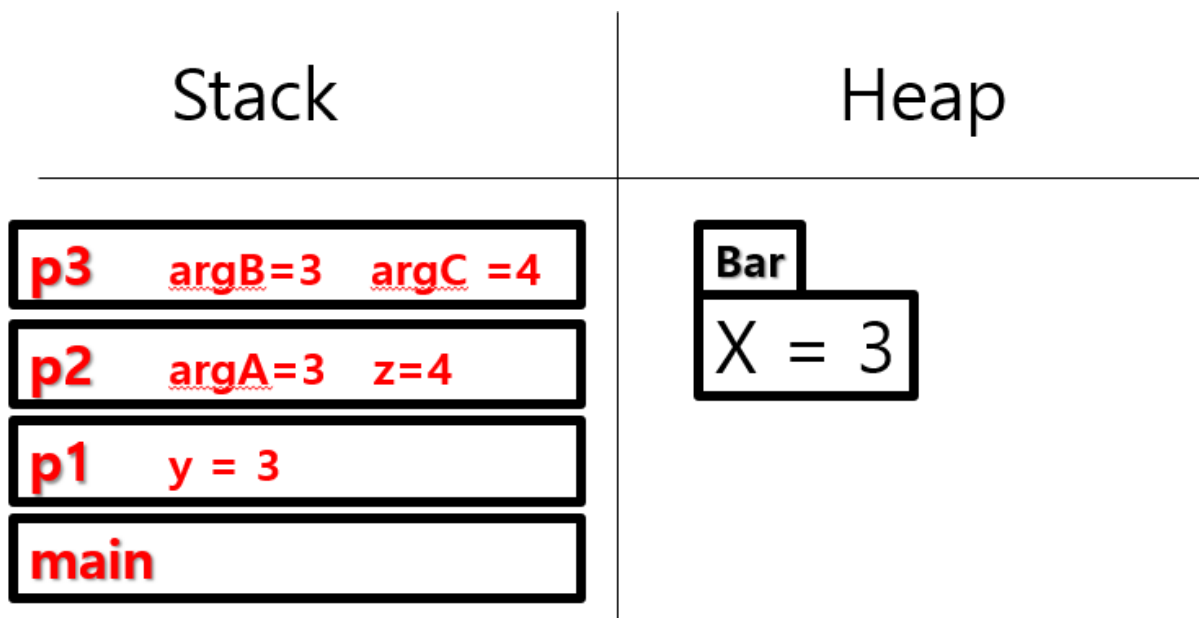 Stack
Heap
p3 argB=3 argC =4
p2 argA=3 z=4
p1 y = 3
main
Bar
X = 3